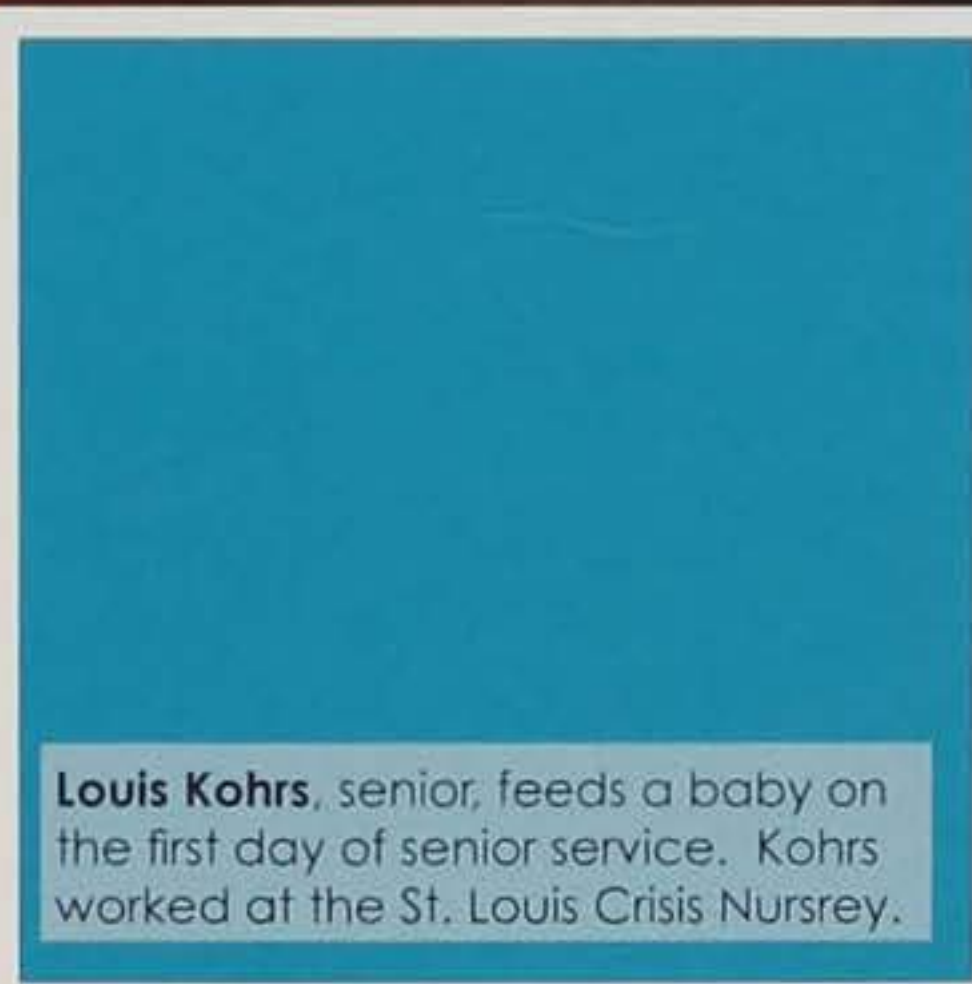 Louis Kohrs, senior, feeds a baby on
the first day of senior service.  Kohrs
worked at the St. Louis Crisis Nursrey.